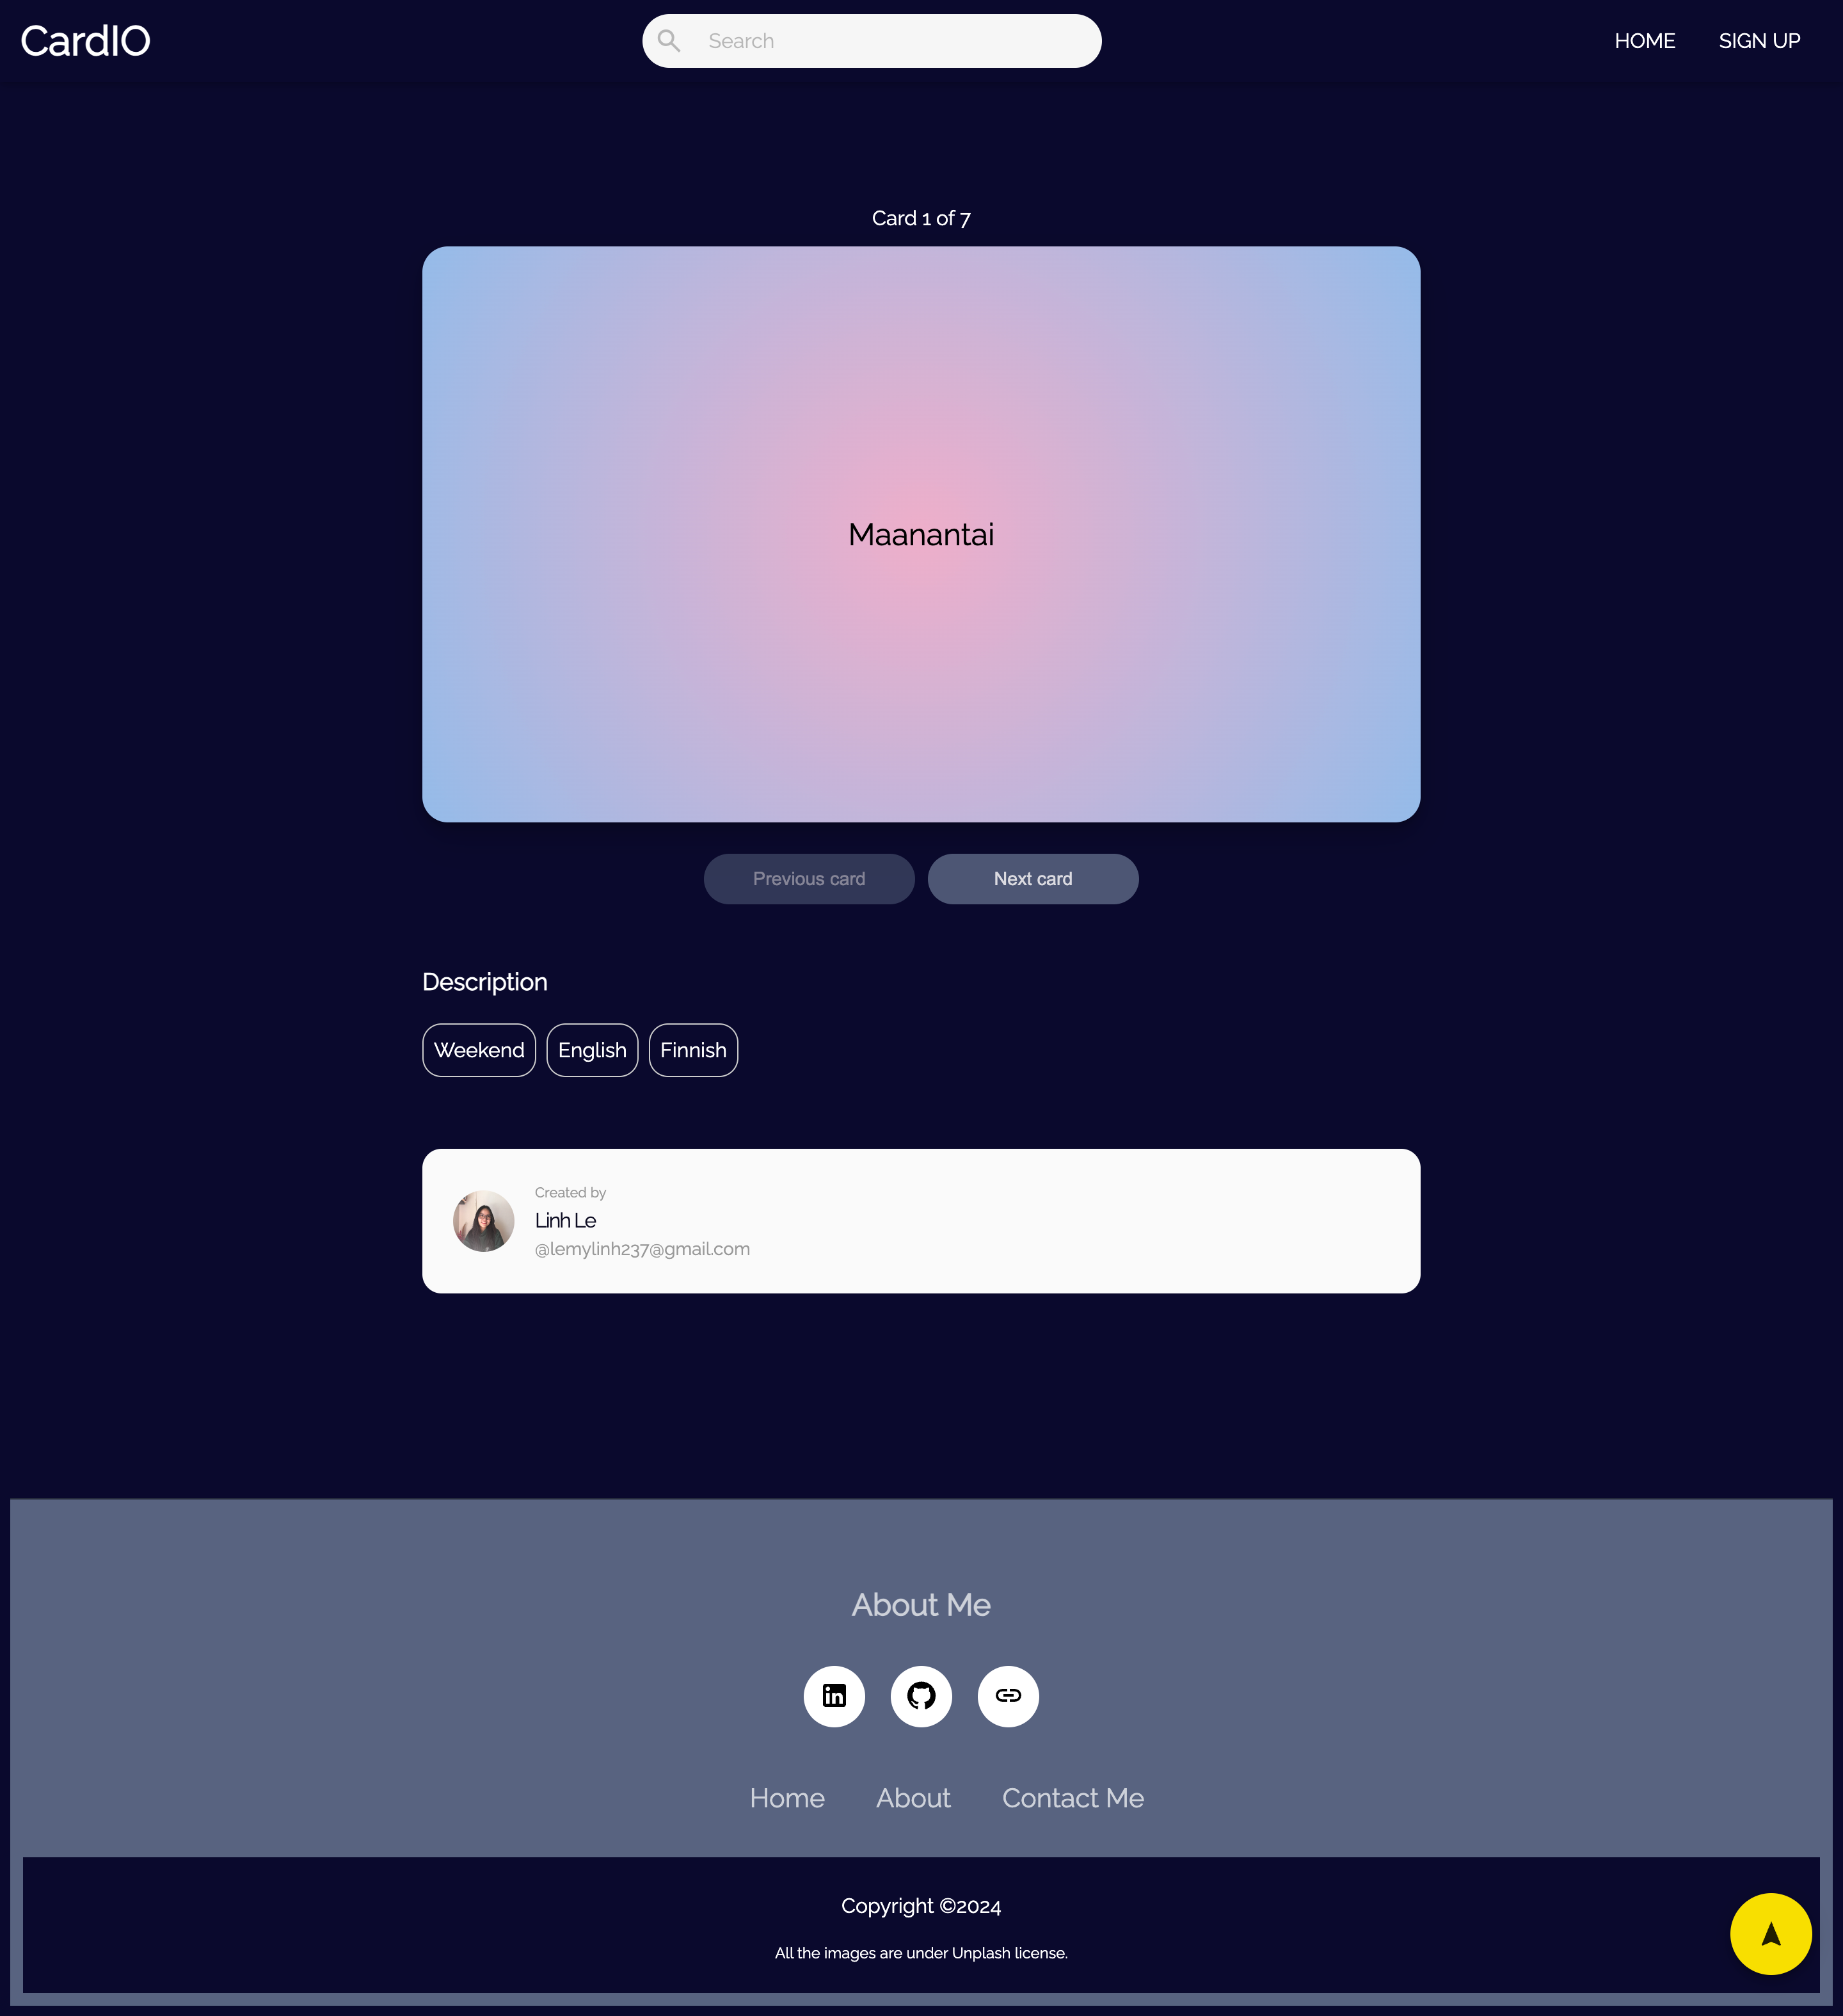 CardIO
Search
HOME
SIGN UP
Card 1 of 7
Maanantai
Previous card
Next card
Description
Weekend
English
Finnish
Created by
Linh Le
@lemylinh237@gmail.com
About Me
in
Home
About
Contact Me
Copyright ©2024
All the images are under Unplash license.